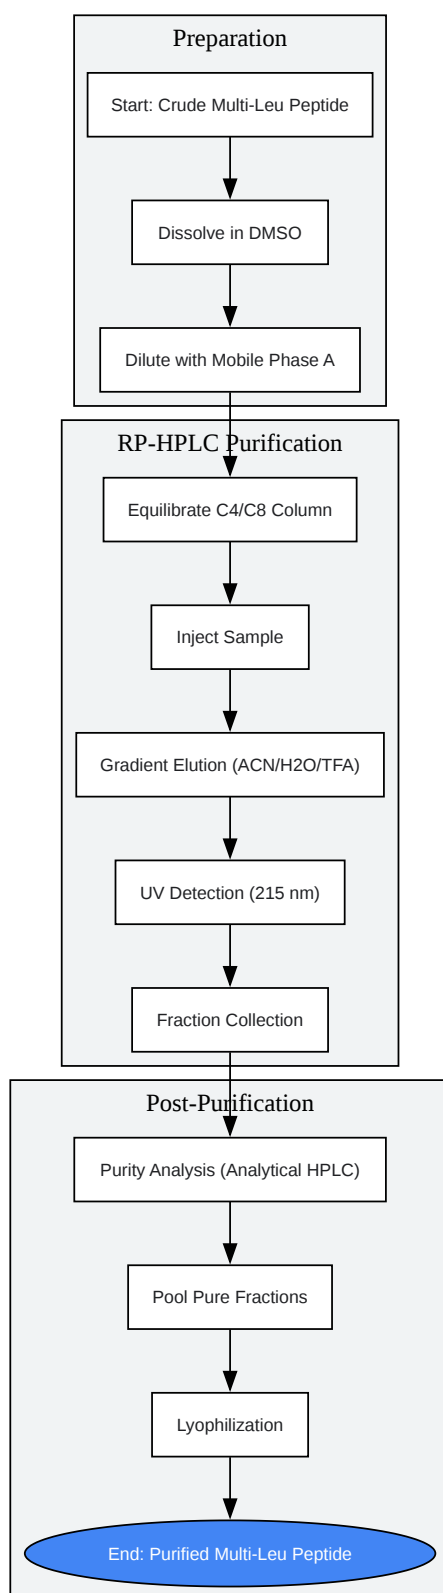 Preparation
Start: Crude Multi-Leu Peptide
Dissolve in DMSO
Dilute with Mobile Phase A
RP-HPLC Purification
Equilibrate C4/C8 Column
Inject Sample
Gradient Elution (ACN/H2O/TFA)
UV Detection (215 nm)
Fraction Collection
Post-Purification
Purity Analysis (Analytical HPLC)
Pool Pure Fractions
Lyophilization
End: Purified Multi-Leu Peptide